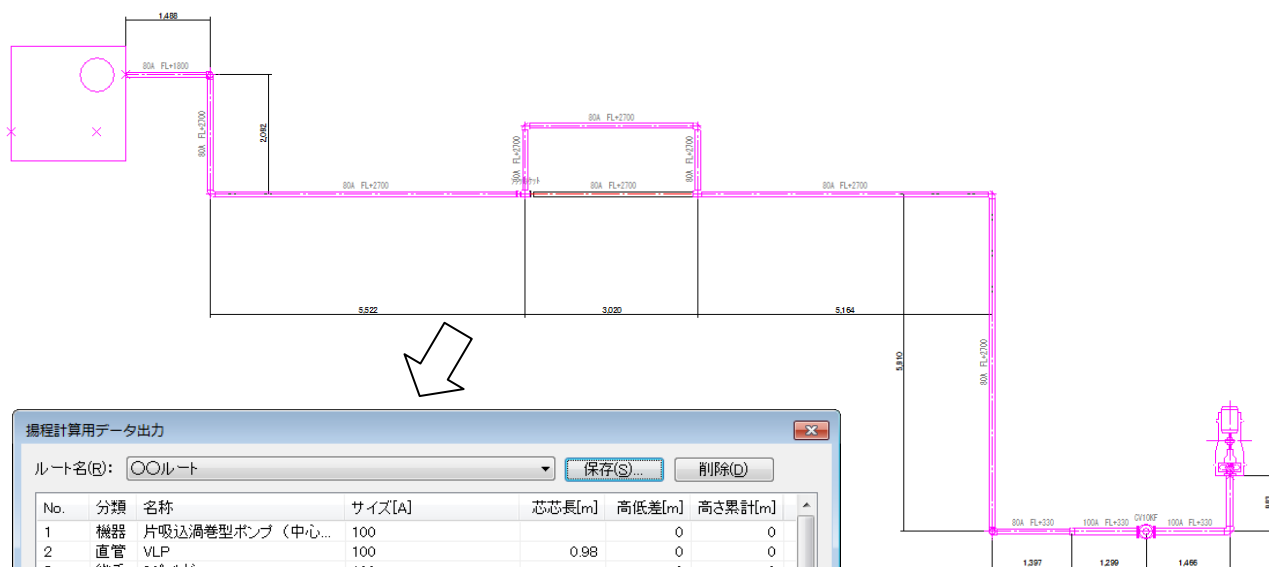 1,488
80A FL+1800
80A FL+2700
2,092
80A FL+2700
80A FL+2700
80A FL+2700
80A FL+2700
80A FL+2700
80A FL+2700
5,522
3,020
5,164
5,910
80A FL+2700
揚程計算用データ出力
ルート名(R):
〇〇ルート
保存(S)...
削除(D)
No. 分類 名称 サイズ[A] 芯芯長[m] 高低差[m] 高さ累計[m]
1 機器 片吸込渦巻型ポンプ（中心... 100 0 0
2 直管 VLP 100 0.98 0 0
80A FL+330
100A FL+330
CV10KF
100A FL+330
1,397
1,299
1,466